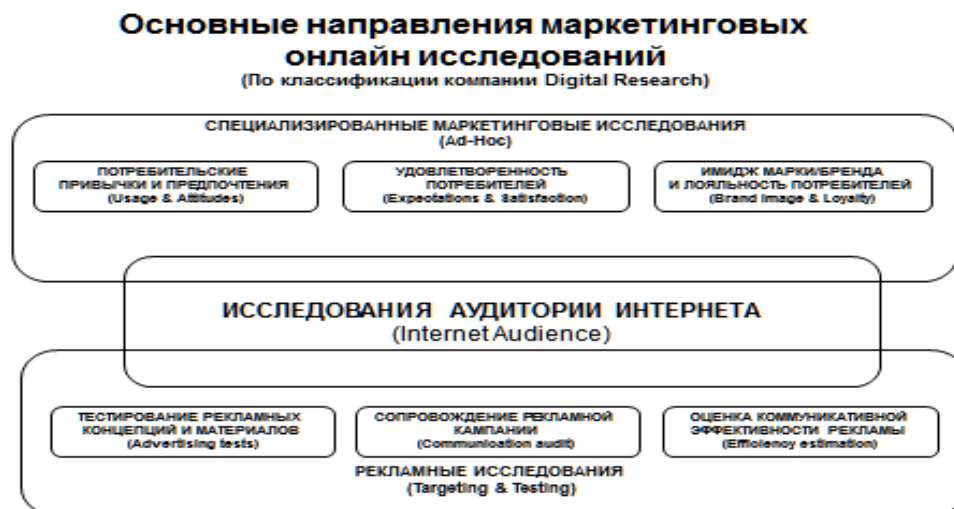 Основные направления маркетинговых
онлайн исследований
(По классификации компании Digital Research)
СПЕЦИАЛИЗИРОВАННЫЕ МАРКЕТИНГОВЫЕ ИССЛЕДОВАНИЯ
(Ad-Hoc)
ПОТРЕБИТЕЛЬСКИЕ
ПРИВЫЧКИ И ПРЕДПОЧТЕНИЯ
(Usage & Attitudes)
УДОВЛЕТВОРЕННОСТЬ
ПОТРЕБИТЕЛЕЙ
(Expectations & Satisfaction)
ИМИДЖ МАРКИ/БРЕНДА
И ЛОЯЛЬНОСТЬ ПОТРЕБИТЕЛЕЙ
(Brand Image & Loyalty)
ИССЛЕДОВАНИЯ АУДИТОРИИ ИНТЕРНЕТА
(Internet Audience)
ТЕСТИРОВАНИЕ РЕКЛАМНЫХ
КОНЦЕПЦИЙ И МАТЕРИАЛОВ
(Advertising tests)
СОПРОВОЖДЕНИЕ РЕКЛАМНОЙ
КАМПАНИИ
(Communication audit)
ОЦЕНКА КОММУНИКАТИВНОЙ
ЭФФЕКТИВНОСТИ РЕКЛАМЫ
(Efficiency estimation)
РЕКЛАМНЫЕ ИССЛЕДОВАНИЯ
(Targeting & Testing)